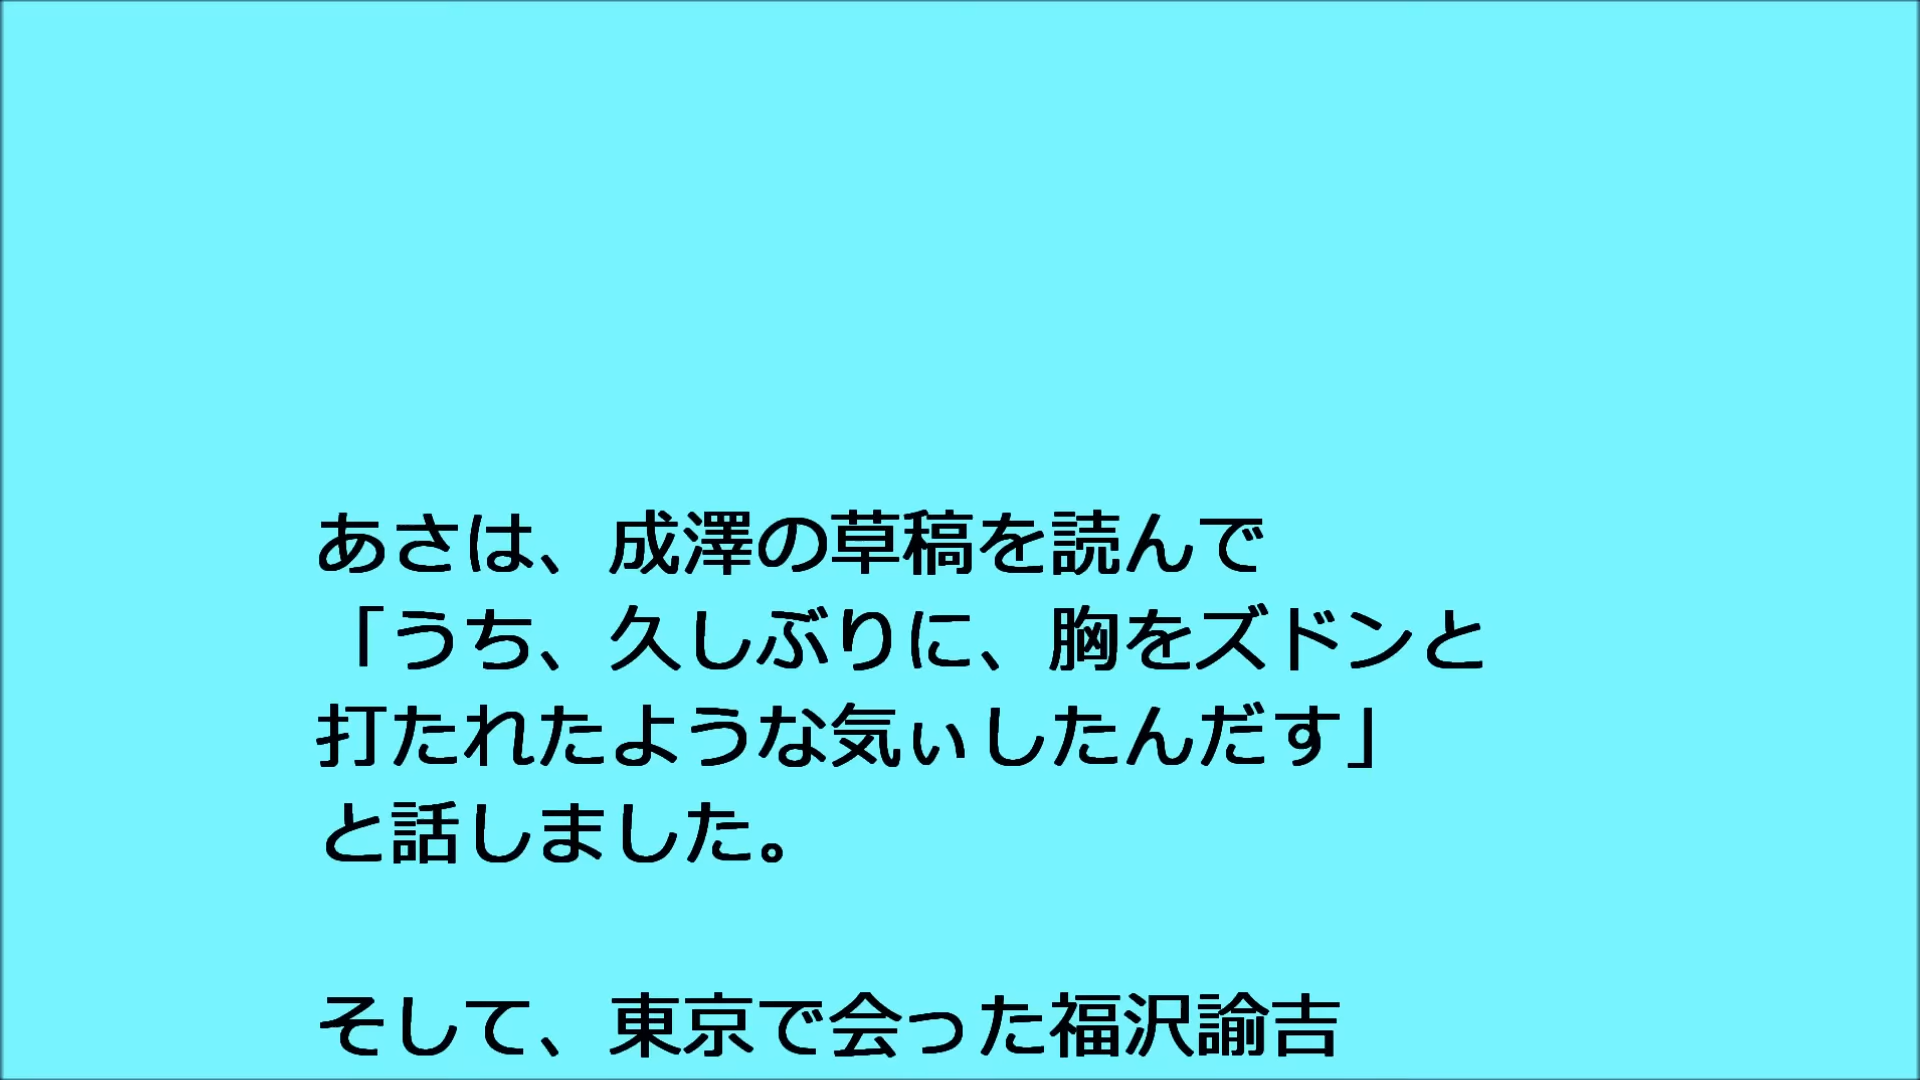 あさは、成澤の草稿を読んで
「うち、久しぶりに、胸をズドンと
打たれたような気ぃしたんだす」
と話しました。
そして、東京で会った福沢諭吉